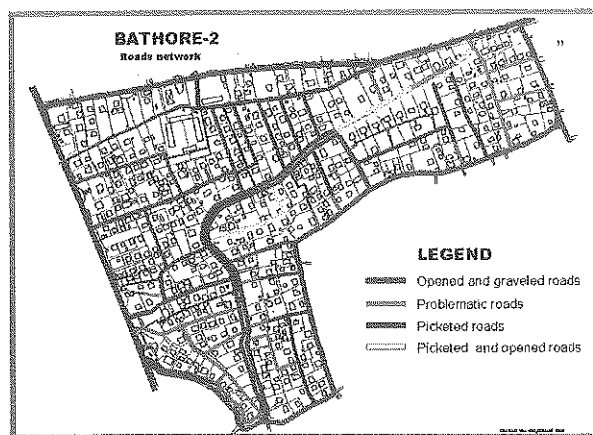 BATHORE-2
Roads network
"
LEGEND
Opened and graveled roads
Problematic roads
Picketed roads
Picketed and opened roads